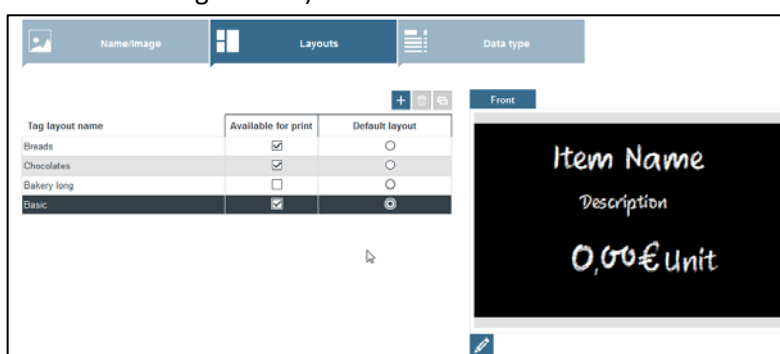 Name/Image
Layouts
Data type
Front
Tag layout name Available for print Default layout
Breads
Chocolates
Bakery long
Basic
Item Name
Description
0,00€ Unit